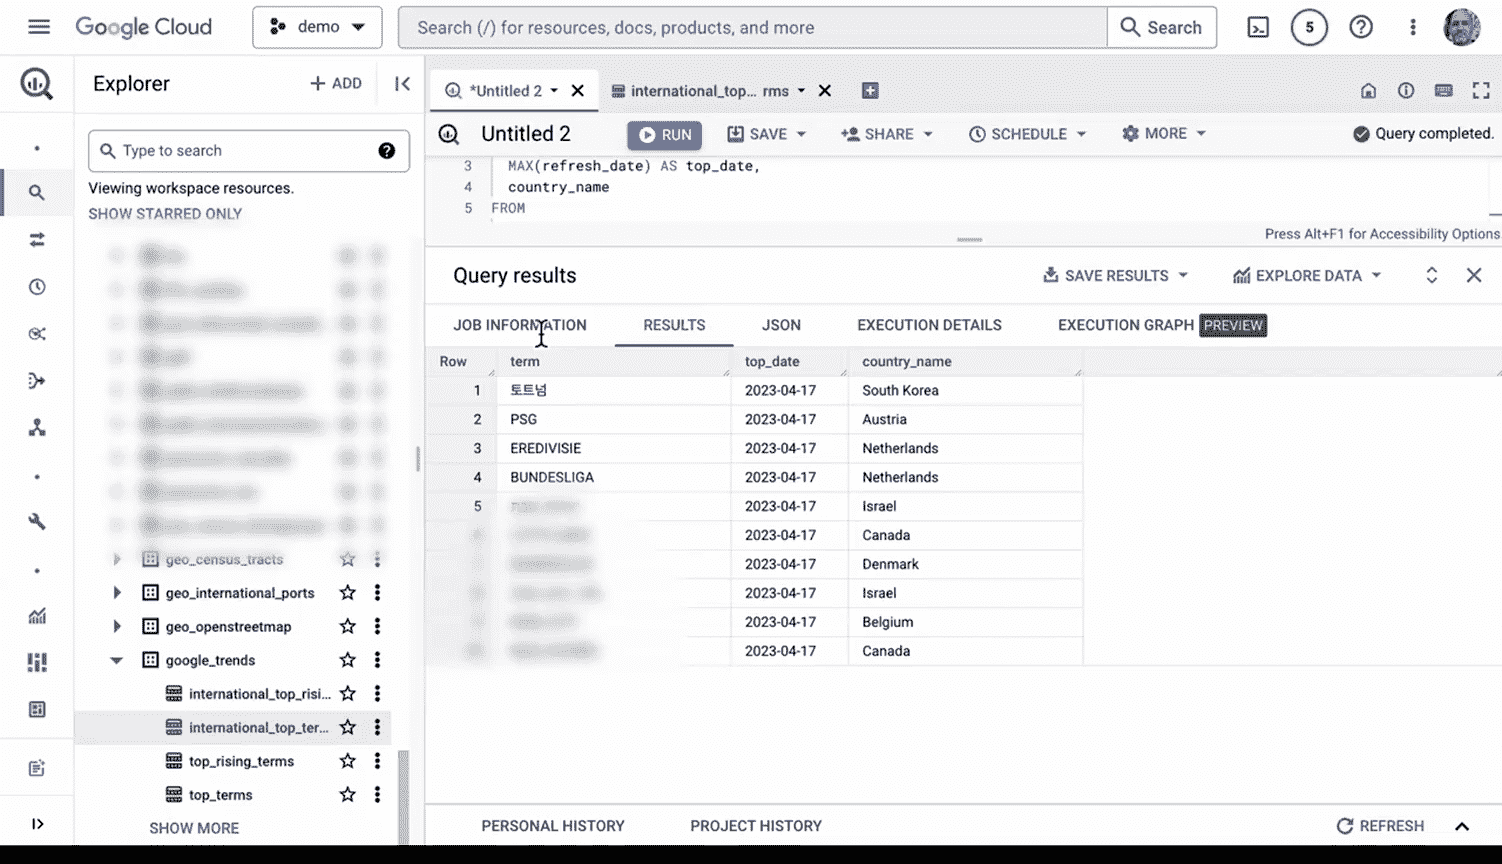 Google Cloud
demo
Search (/) for resources, docs, products, and more
Search
5
Explorer
+ ADD
*Untitled 2
international_top... rms
Type to search
Untitled 2
RUN
SAVE
SHARE
SCHEDULE
MORE
Query completed.
Viewing workspace resources.
SHOW STARRED ONLY
3 MAX(refresh_date) AS top_date,
4 country_name
5 FROM
Press Alt+F1 for Accessibility Options
Query results
SAVE RESULTS
EXPLORE DATA
JOB INFORMATION
RESULTS
JSON
EXECUTION DETAILS
EXECUTION GRAPH
PREVIEW
Row term top_date country_name
1 토트넘 2023-04-17 South Korea
2 PSG 2023-04-17 Austria
3 EREDIVISIE 2023-04-17 Netherlands
4 BUNDESLIGA 2023-04-17 Netherlands
5 2023-04-17 Israel
2023-04-17 Canada
2023-04-17 Denmark
2023-04-17 Israel
2023-04-17 Belgium
2023-04-17 Canada
geo_census_tracts
geo_international_ports
geo_openstreetmap
google_trends
international_top_risi...
international_top_ter...
top_rising_terms
top_terms
SHOW MORE
PERSONAL HISTORY
PROJECT HISTORY
REFRESH